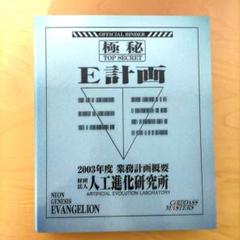 OFFICIAL BINDER
極秘
TOP SECRET
E計画
2003年度 業務計画概要
財団法人 人工進化研究所
ARTIFICIAL EVOLUTION LABORATORY
NEON
GENESIS
EVANGELION
CARDDASS
MASTERS